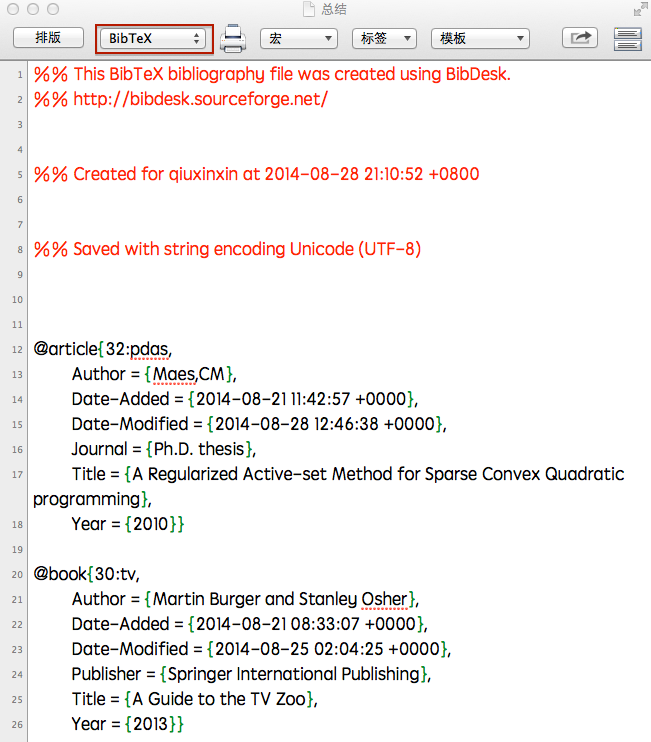 总结
排版 BibTeX 宏 标签 模板
1 %% This BibTeX bibliography file was created using BibDesk.
2 %% http://bibdesk.sourceforge.net/
3
4
5 %% Created for qiuxinxin at 2014-08-28 21:10:52 +0800
6
7
8 %% Saved with string encoding Unicode (UTF-8)
9
10
11
12 @article{32:pdas,
13 Author = {Maes,CM},
14 Date-Added = {2014-08-21 11:42:57 +0000},
15 Date-Modified = {2014-08-28 12:46:38 +0000},
16 Journal = {Ph.D. thesis},
17 Title = {A Regularized Active-set Method for Sparse Convex Quadratic
programming},
18 Year = {2010}}
19
20 @book{30:tv,
21 Author = {Martin Burger and Stanley Osher},
22 Date-Added = {2014-08-21 08:33:07 +0000},
23 Date-Modified = {2014-08-25 02:04:25 +0000},
24 Publisher = {Springer International Publishing},
25 Title = {A Guide to the TV Zoo},
26 Year = {2013}}